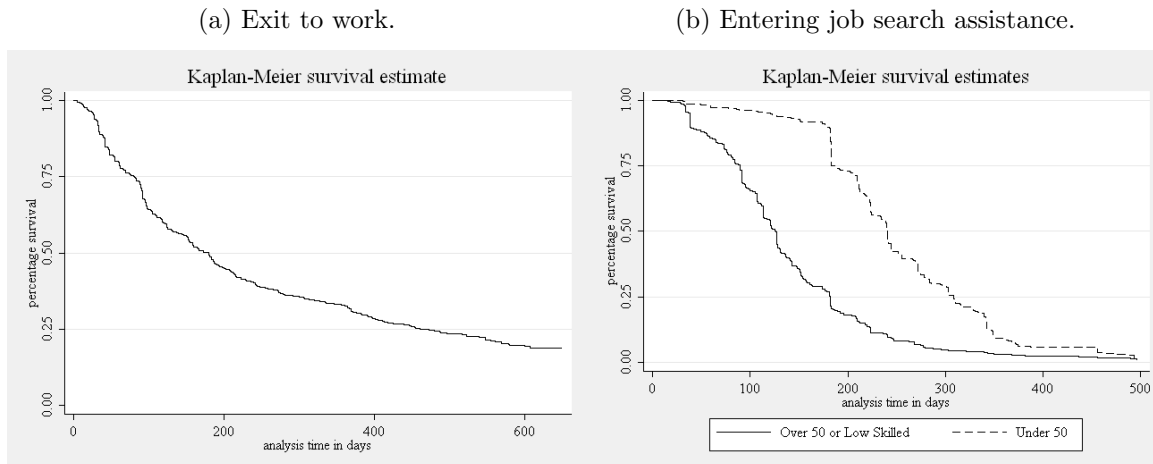 (a) Exit to work.
(b) Entering job search assistance.
Kaplan-Meier survival estimate
percentage survival
1.00
0.75
0.50
0.25
0.00
0 200 400 600
analysis time in days
Kaplan-Meier survival estimates
percentage survival
1.00
0.75
0.50
0.25
0.00
0 100 200 300 400 500
analysis time in days
Over 50 or Low Skilled Under 50